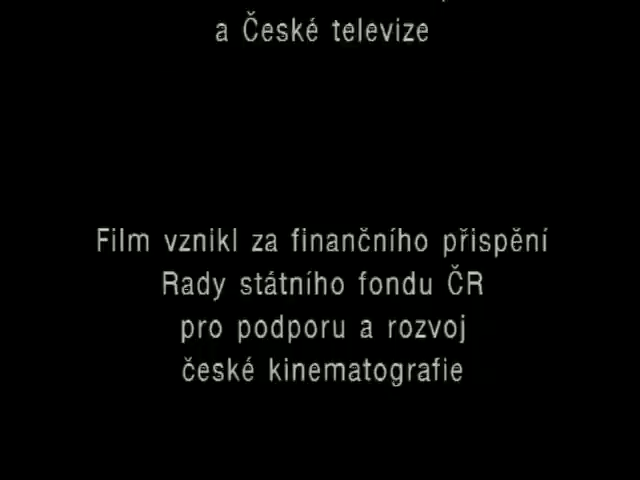 a České televize
Film vznikl za finančního přispění
Rady státního fondu ČR
pro podporu a rozvoj
české kinematografie